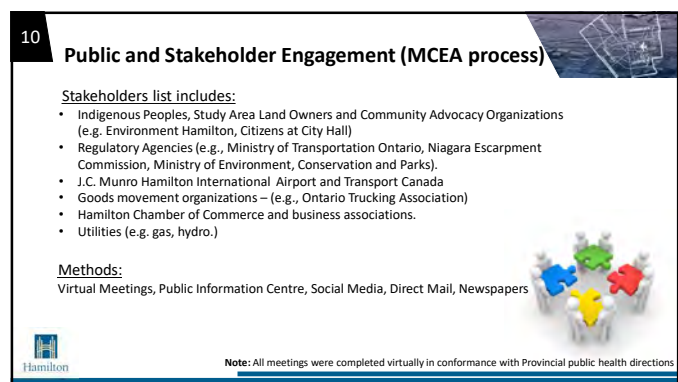 10
Public and Stakeholder Engagement (MCEA process)
Stakeholders list includes:
• Indigenous Peoples, Study Area Land Owners and Community Advocacy Organizations
(e.g. Environment Hamilton, Citizens at City Hall)
• Regulatory Agencies (e.g., Ministry of Transportation Ontario, Niagara Escarpment
Commission, Ministry of Environment, Conservation and Parks).
• J.C. Munro Hamilton International Airport and Transport Canada
• Goods movement organizations – (e.g., Ontario Trucking Association)
• Hamilton Chamber of Commerce and business associations.
• Utilities (e.g. gas, hydro.)
Methods:
Virtual Meetings, Public Information Centre, Social Media, Direct Mail, Newspapers
Hamilton
Note: All meetings were completed virtually in conformance with Provincial public health directions